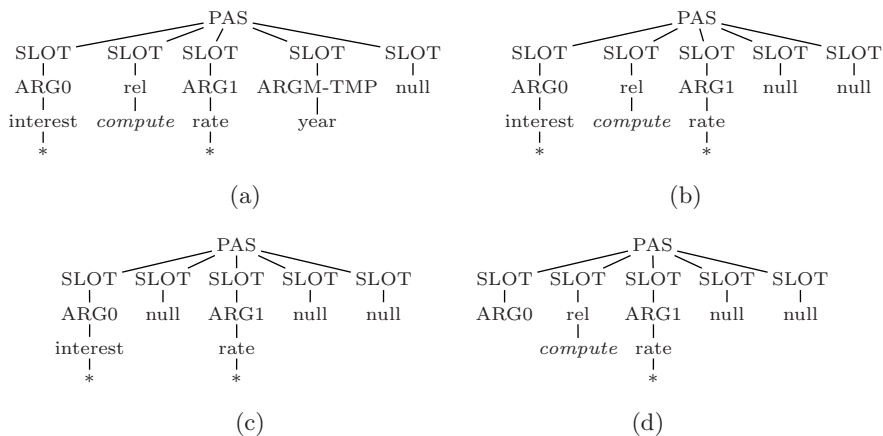 PAS PAS
SLOT SLOT SLOT SLOT SLOT SLOT SLOT SLOT SLOT SLOT
ARG0 rel ARG1 ARGM-TMP null ARG0 rel ARG1 null null
interest compute rate year interest compute rate
* * * *
(a) (b)
PAS PAS
SLOT SLOT SLOT SLOT SLOT SLOT SLOT SLOT SLOT SLOT
ARG0 null ARG1 null null ARG0 rel ARG1 null null
interest rate compute rate
* * *
(c) (d)